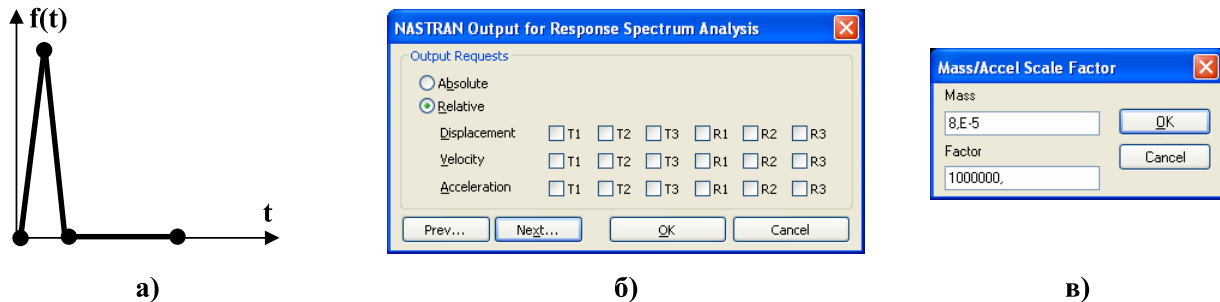 f(t)
t
а)
NASTRAN Output for Response Spectrum Analysis
Output Requests
Absolute
Relative
Displacement T1 T2 T3 R1 R2 R3
Velocity T1 T2 T3 R1 R2 R3
Acceleration T1 T2 T3 R1 R2 R3
Prev... Next... OK Cancel
б)
Mass/Accel Scale Factor
Mass
8,E-5 OK
Factor Cancel
1000000,
в)